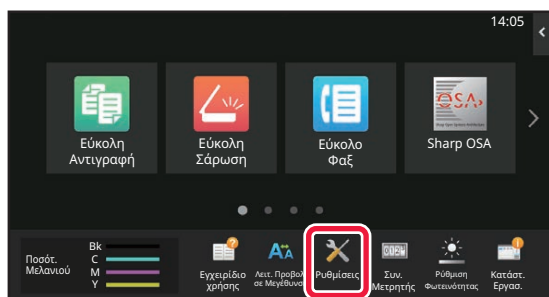 14:05
Εύκολη
Αντιγραφή
Εύκολη
Σάρωση
Εύκολο
Φαξ
OSA
Sharp OSA
Ποσότ.
Μελανιού
Bk
C
M
Y
Εγχειρίδιο
χρήσης
Λειτ. Προβολ
σε Μεγέθυνσ
Ρυθμίσεις
Συν.
Μετρητής
Ρύθμιση
Φωτεινότητας
Κατάστ.
Εργασ.